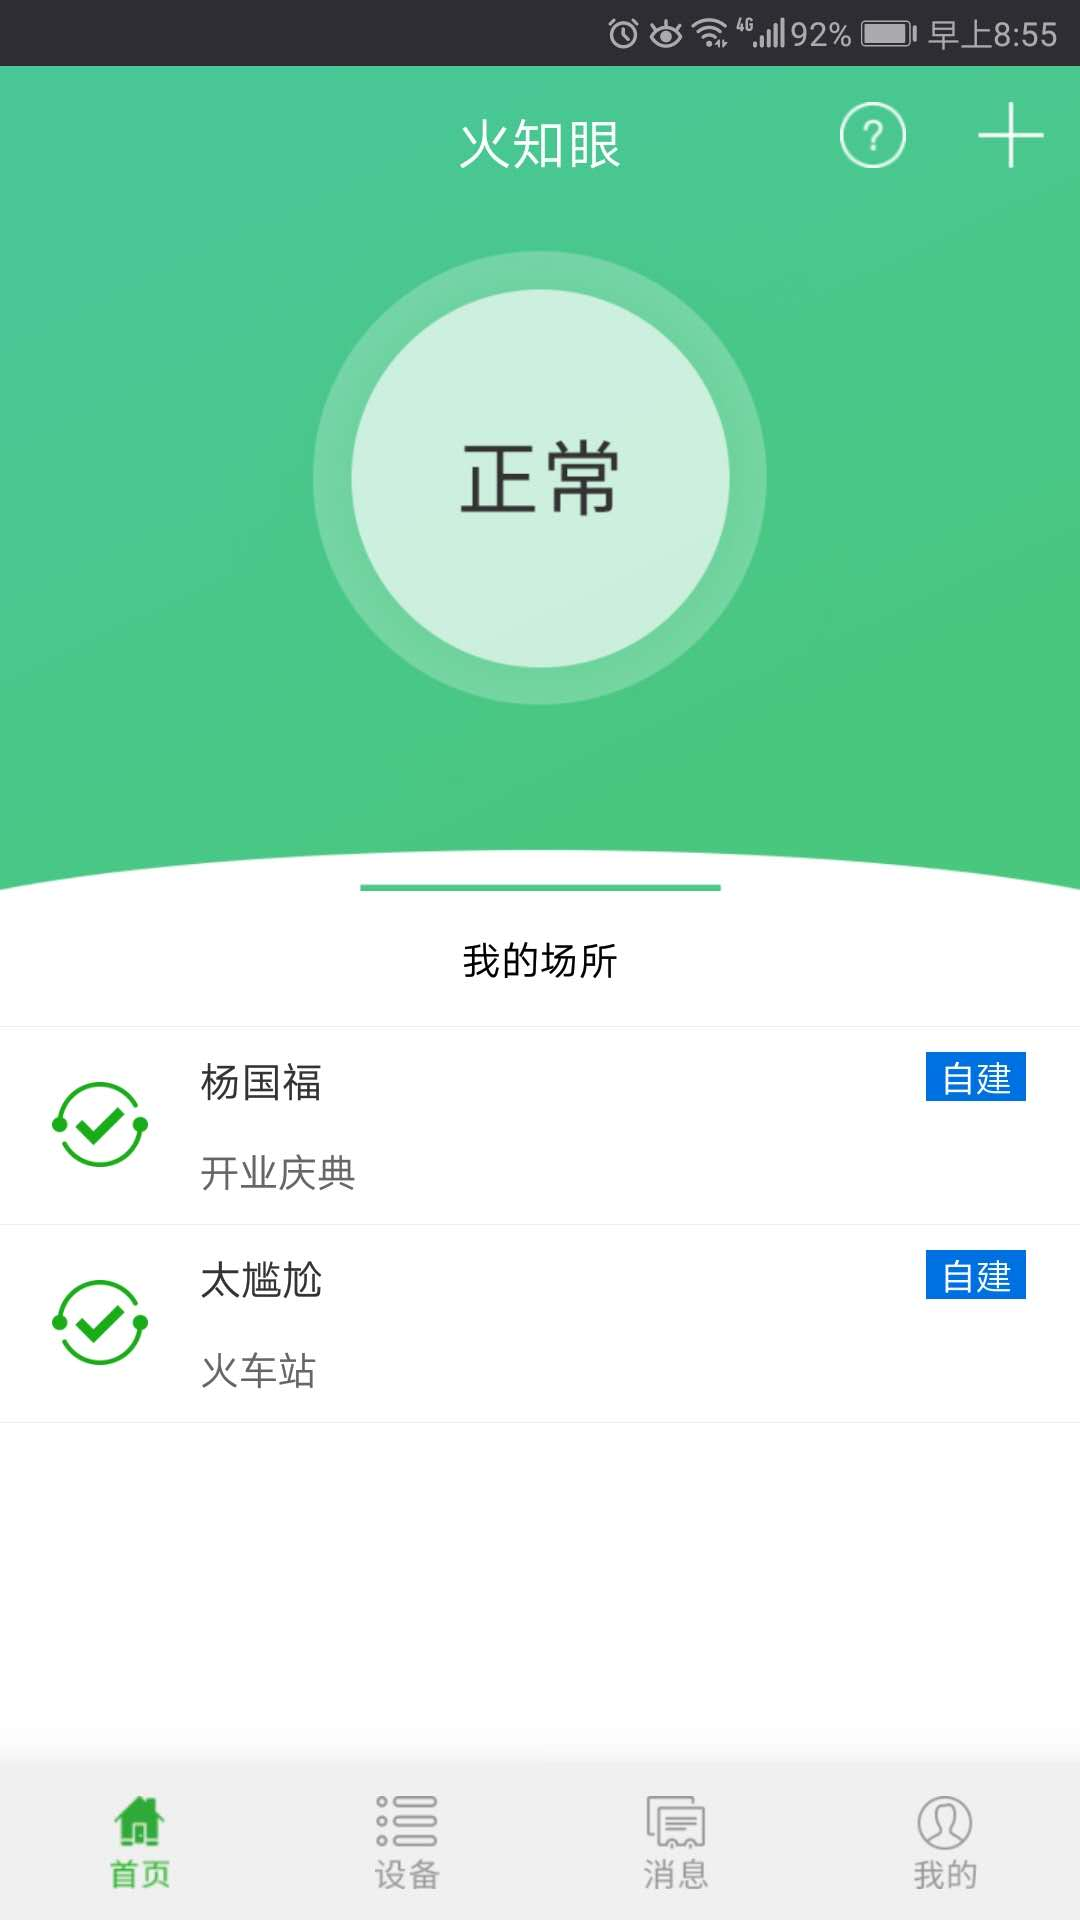 4G 92% 早上8:55
火知眼 ?
正常
我的场所
杨国福 自建
开业庆典
太尴尬 自建
火车站
首页 设备 消息 我的